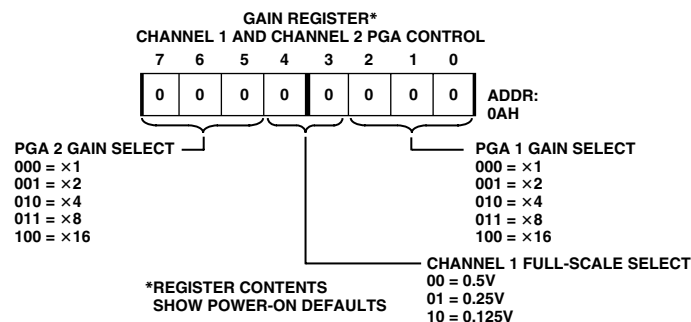 GAIN REGISTER*
CHANNEL 1 AND CHANNEL 2 PGA CONTROL
7 6 5 4 3 2 1 0
0 0 0 0 0 0 0 0
ADDR:
0AH
PGA 2 GAIN SELECT
000 = ×1
001 = ×2
010 = ×4
011 = ×8
100 = ×16
PGA 1 GAIN SELECT
000 = ×1
001 = ×2
010 = ×4
011 = ×8
100 = ×16
*REGISTER CONTENTS
SHOW POWER-ON DEFAULTS
CHANNEL 1 FULL-SCALE SELECT
00 = 0.5V
01 = 0.25V
10 = 0.125V